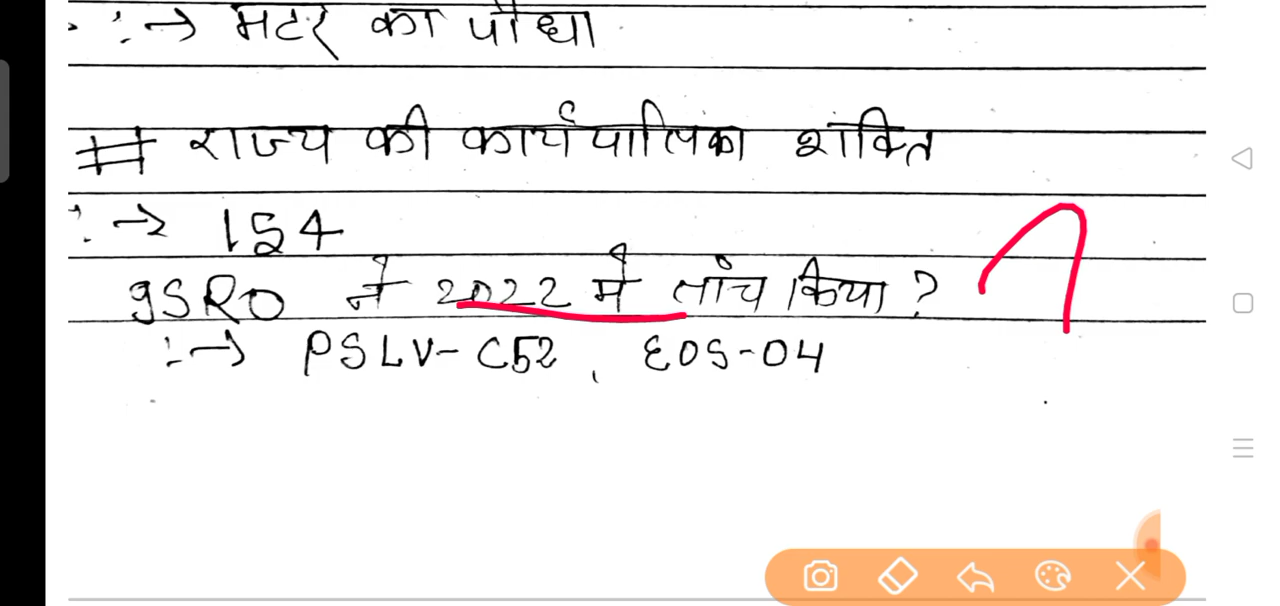 ∴→ मटर का पौधा
# राज्य की कार्यपालिका शक्ति
∴→ 154
ISRO ने 2022 में लांच किया ?
∴→ PSLV-C52, EOS-04